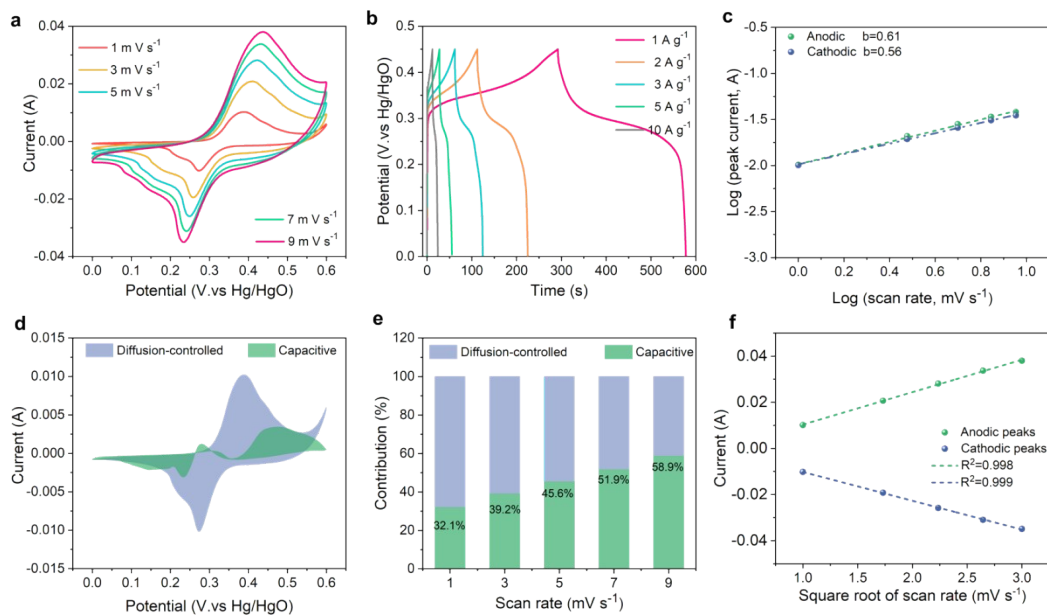 a
0.04
0.02
0.00
-0.02
-0.04
Current (A)
1 mV s⁻¹
3 mV s⁻¹
5 mV s⁻¹
7 mV s⁻¹
9 mV s⁻¹
0.0 0.1 0.2 0.3 0.4 0.5 0.6
Potential (V.vs Hg/HgO)
b
0.5
0.4
0.3
0.2
0.1
0.0
Potential (V.vs Hg/HgO)
1 A g⁻¹
2 A g⁻¹
3 A g⁻¹
5 A g⁻¹
10 A g⁻¹
0 100 200 300 400 500 600
Time (s)
c
-1.0
-1.5
-2.0
-2.5
-3.0
Log (peak current, A)
Anodic b=0.61
Cathodic b=0.56
0.0 0.2 0.4 0.6 0.8 1.0
Log (scan rate, mV s⁻¹)
d
0.015
0.010
0.005
0.000
-0.005
-0.010
-0.015
Current (A)
Diffusion-controlled Capacitive
0.0 0.1 0.2 0.3 0.4 0.5 0.6
Potential (V.vs Hg/HgO)
e
120
100
80
60
40
20
0
Contribution (%)
Diffusion-controlled Capacitive
32.1% 39.2% 45.6% 51.9% 58.9%
1 3 5 7 9
Scan rate (mV s⁻¹)
f
0.04
0.02
0.00
-0.02
-0.04
Current (A)
Anodic peaks
Cathodic peaks
R²=0.998
R²=0.999
1.0 1.5 2.0 2.5 3.0
Square root of scan rate (mV s⁻¹)